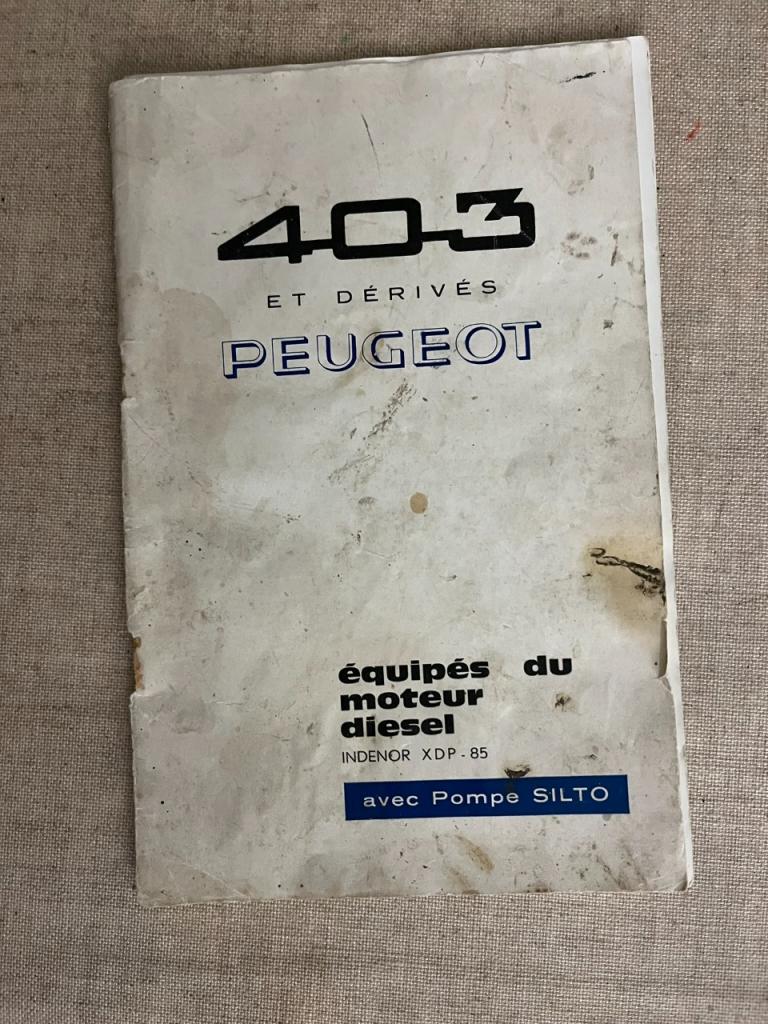 403
ET DÉRIVÉS
PEUGEOT
équipés du
moteur
diesel
INDENOR XDP-85
avec Pompe SILTO